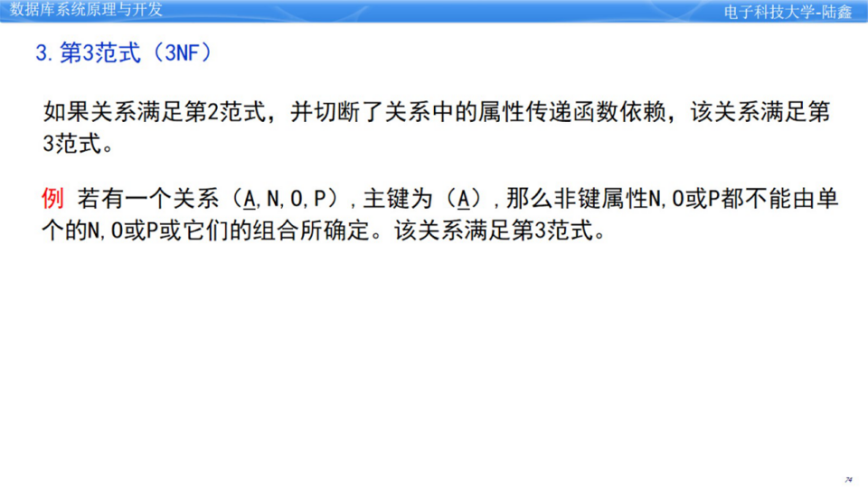 数据库系统原理与开发
电子科技大学-陆鑫
3.第3范式（3NF）
如果关系满足第2范式，并切断了关系中的属性传递函数依赖，该关系满足第
3范式。
例 若有一个关系（A,N,O,P）,主键为（A）,那么非键属性N,O或P都不能由单
个的N,O或P或它们的组合所确定。该关系满足第3范式。